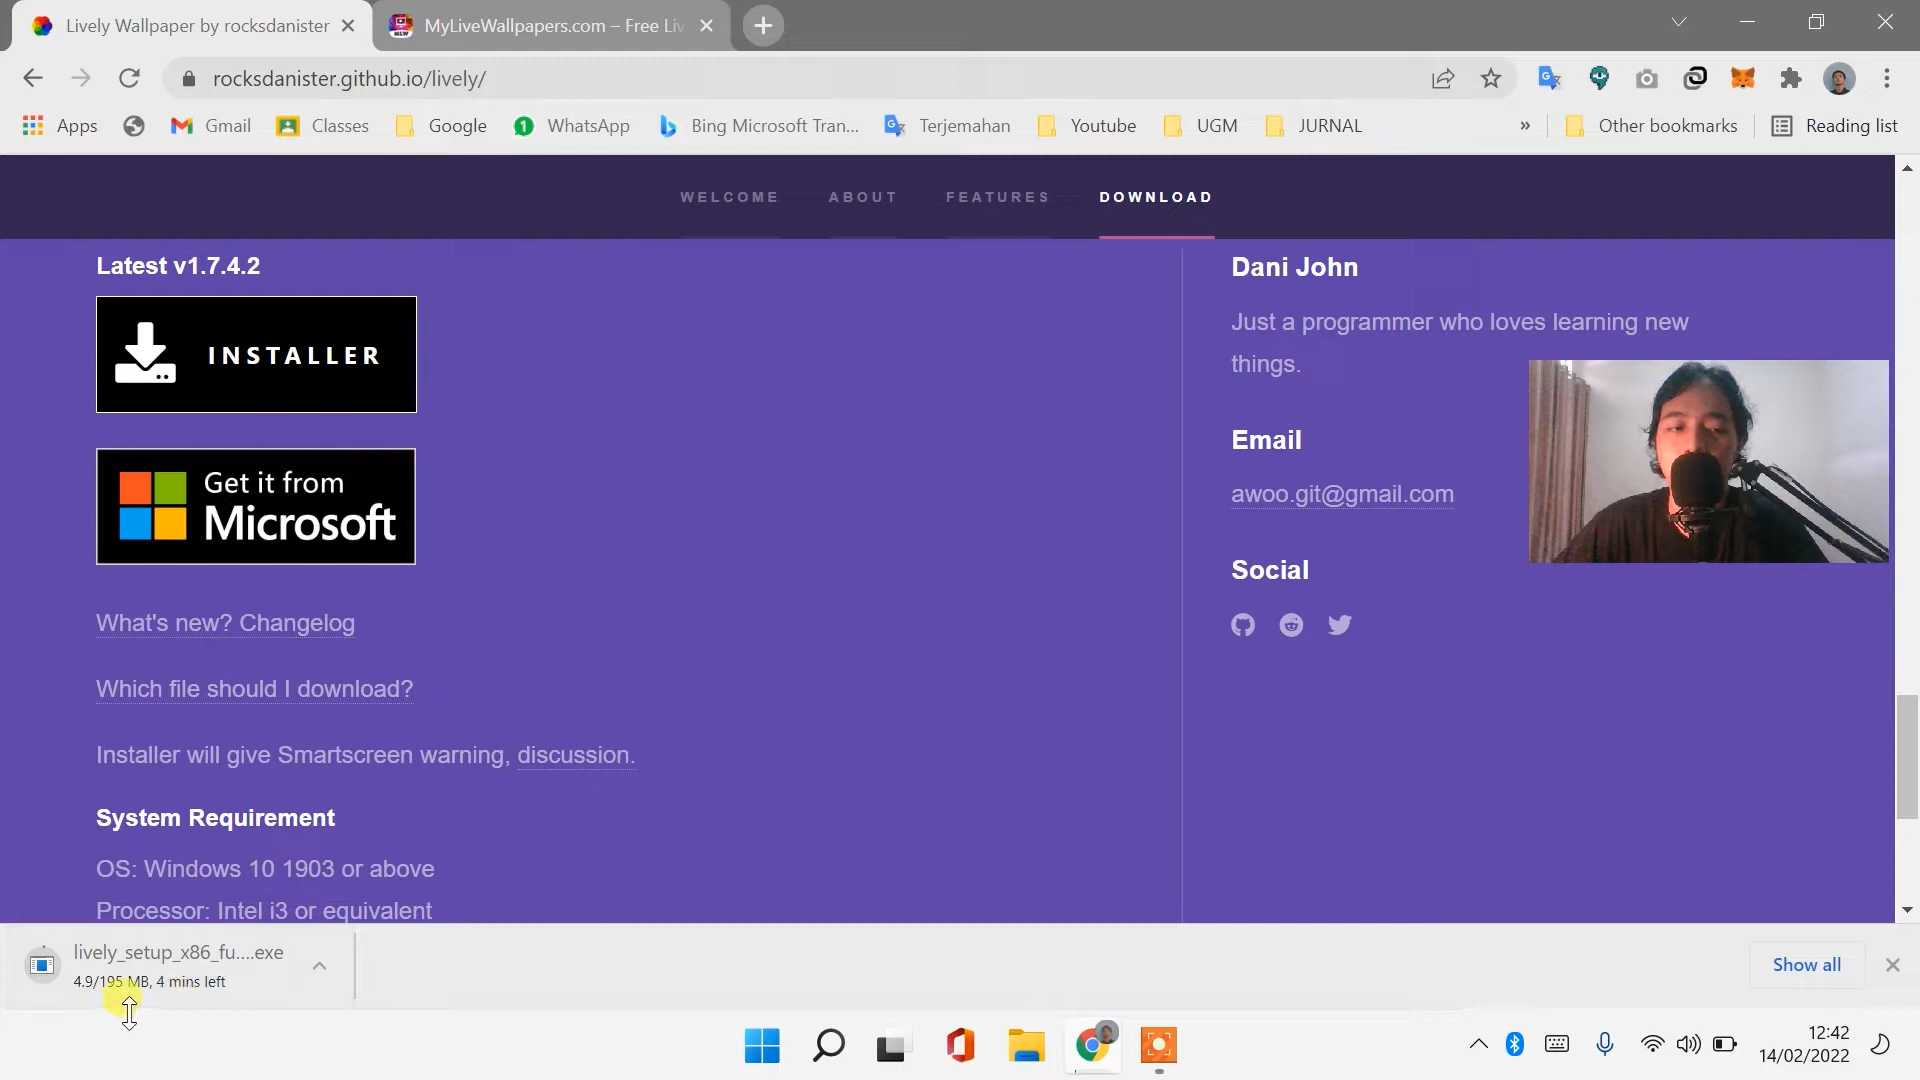 Lively Wallpaper by rocksdanister
MyLiveWallpapers.com – Free Liv
rocksdanister.github.io/lively/
Apps
Gmail
Classes
Google
WhatsApp
Bing Microsoft Tran...
Terjemahan
Youtube
UGM
JURNAL
»
Other bookmarks
Reading list
WELCOME
ABOUT
FEATURES
DOWNLOAD
Latest v1.7.4.2
INSTALLER
Get it from
Microsoft
What's new? Changelog
Which file should I download?
Installer will give Smartscreen warning, discussion.
System Requirement
OS: Windows 10 1903 or above
Processor: Intel i3 or equivalent
Dani John
Just a programmer who loves learning new
things.
Email
awoo.git@gmail.com
Social
lively_setup_x86_fu....exe
4.9/195 MB, 4 mins left
Show all
12:42
14/02/2022